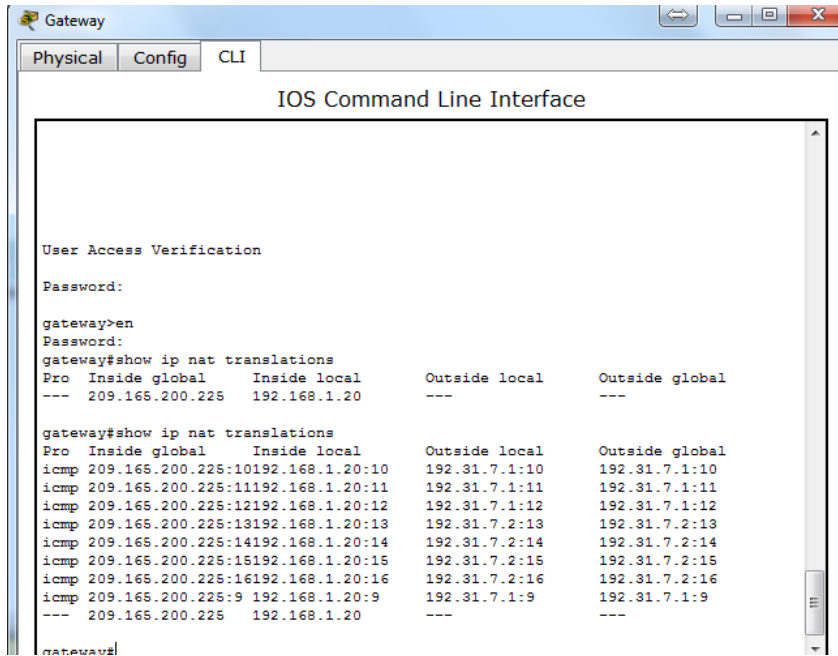 Gateway
Physical Config CLI
IOS Command Line Interface
User Access Verification
Password:
gateway>en
Password:
gateway#show ip nat translations
Pro  Inside global     Inside local       Outside local      Outside global
---  209.165.200.225   192.168.1.20       ---                ---
gateway#show ip nat translations
Pro  Inside global     Inside local       Outside local      Outside global
icmp 209.165.200.225:10192.168.1.20:10    192.31.7.1:10      192.31.7.1:10
icmp 209.165.200.225:11192.168.1.20:11    192.31.7.1:11      192.31.7.1:11
icmp 209.165.200.225:12192.168.1.20:12    192.31.7.1:12      192.31.7.1:12
icmp 209.165.200.225:13192.168.1.20:13    192.31.7.2:13      192.31.7.2:13
icmp 209.165.200.225:14192.168.1.20:14    192.31.7.2:14      192.31.7.2:14
icmp 209.165.200.225:15192.168.1.20:15    192.31.7.2:15      192.31.7.2:15
icmp 209.165.200.225:16192.168.1.20:16    192.31.7.2:16      192.31.7.2:16
icmp 209.165.200.225:9 192.168.1.20:9     192.31.7.1:9       192.31.7.1:9
---  209.165.200.225   192.168.1.20       ---                ---
gateway#